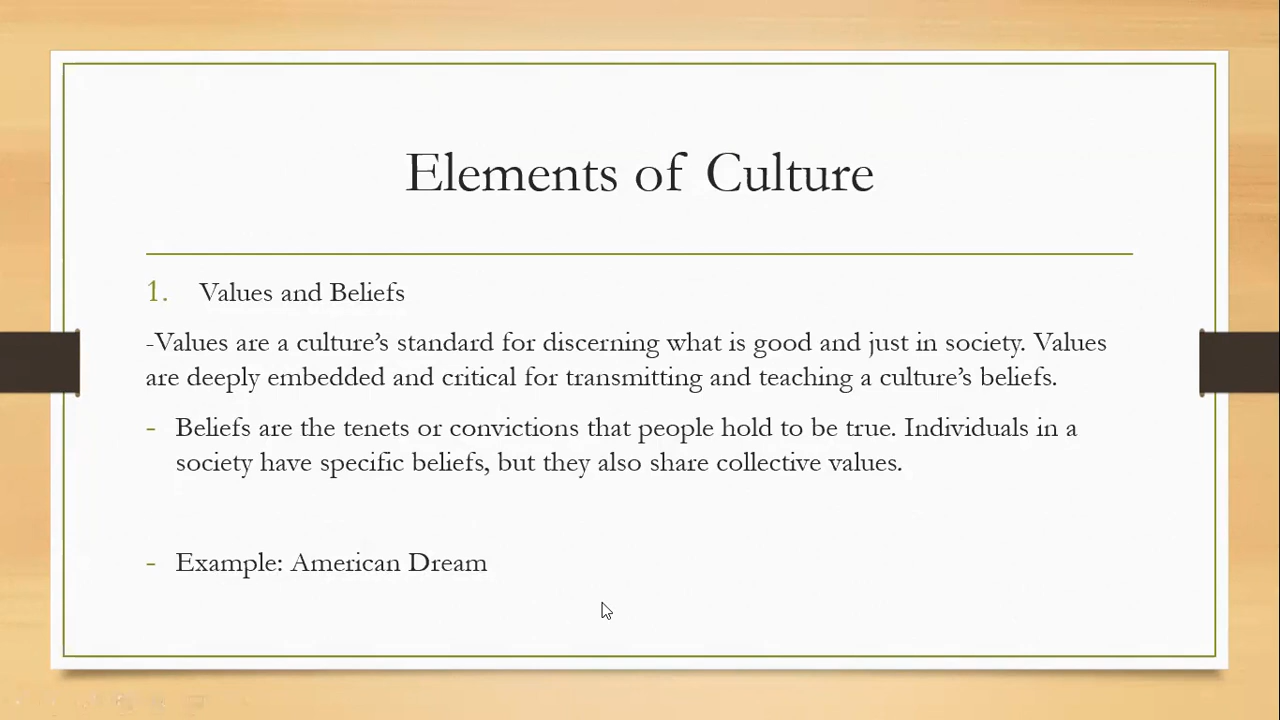 Elements of Culture
1. Values and Beliefs
-Values are a culture’s standard for discerning what is good and just in society. Values
are deeply embedded and critical for transmitting and teaching a culture’s beliefs.
- Beliefs are the tenets or convictions that people hold to be true. Individuals in a
society have specific beliefs, but they also share collective values.
- Example: American Dream